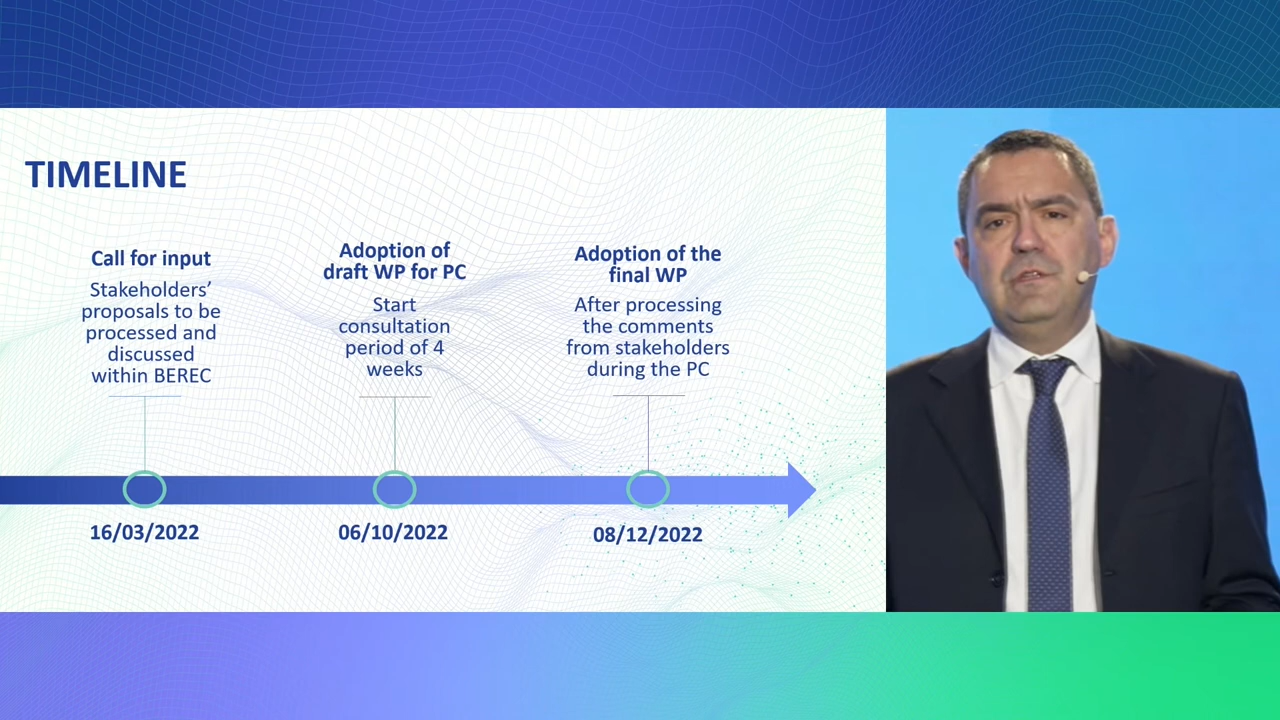 TIMELINE
Call for input
Stakeholders’
proposals to be
processed and
discussed
within BEREC
16/03/2022
Adoption of
draft WP for PC
Start
consultation
period of 4
weeks
06/10/2022
Adoption of the
final WP
After processing
the comments
from stakeholders
during the PC
08/12/2022